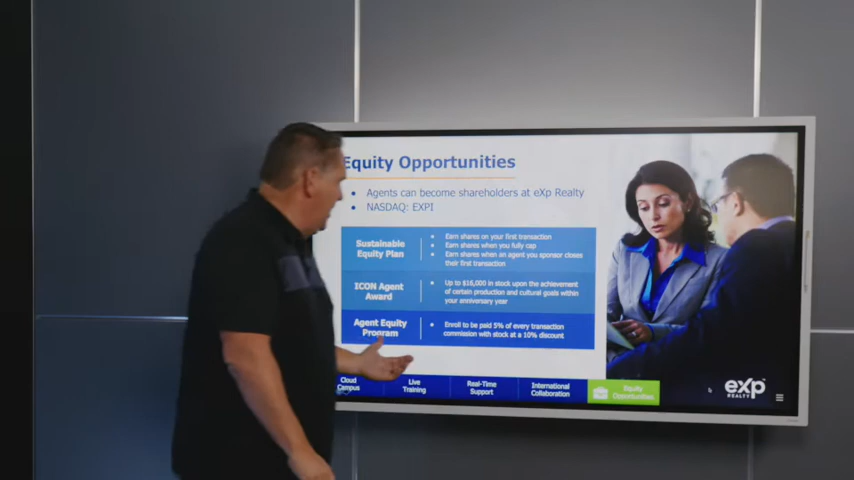 Equity Opportunities
• Agents can become shareholders at eXp Realty
• NASDAQ: EXPI
Sustainable
Equity Plan
• Earn shares on your first transaction
• Earn shares when you fully cap
• Earn shares when an agent you sponsor closes
their first transaction
ICON Agent
Award
• Up to $16,000 in stock upon the achievement
of certain production and cultural goals within
your anniversary year
Agent Equity
Program
• Enroll to be paid 5% of every transaction
commission with stock at a 10% discount
Cloud
Campus
Live
Training
Real-Time
Support
International
Collaboration
Equity
Opportunities
exp
REALTY